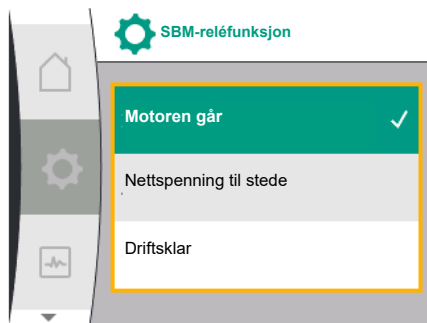 SBM-reléfunksjon
Motoren går
Nettspenning til stede
Driftsklar